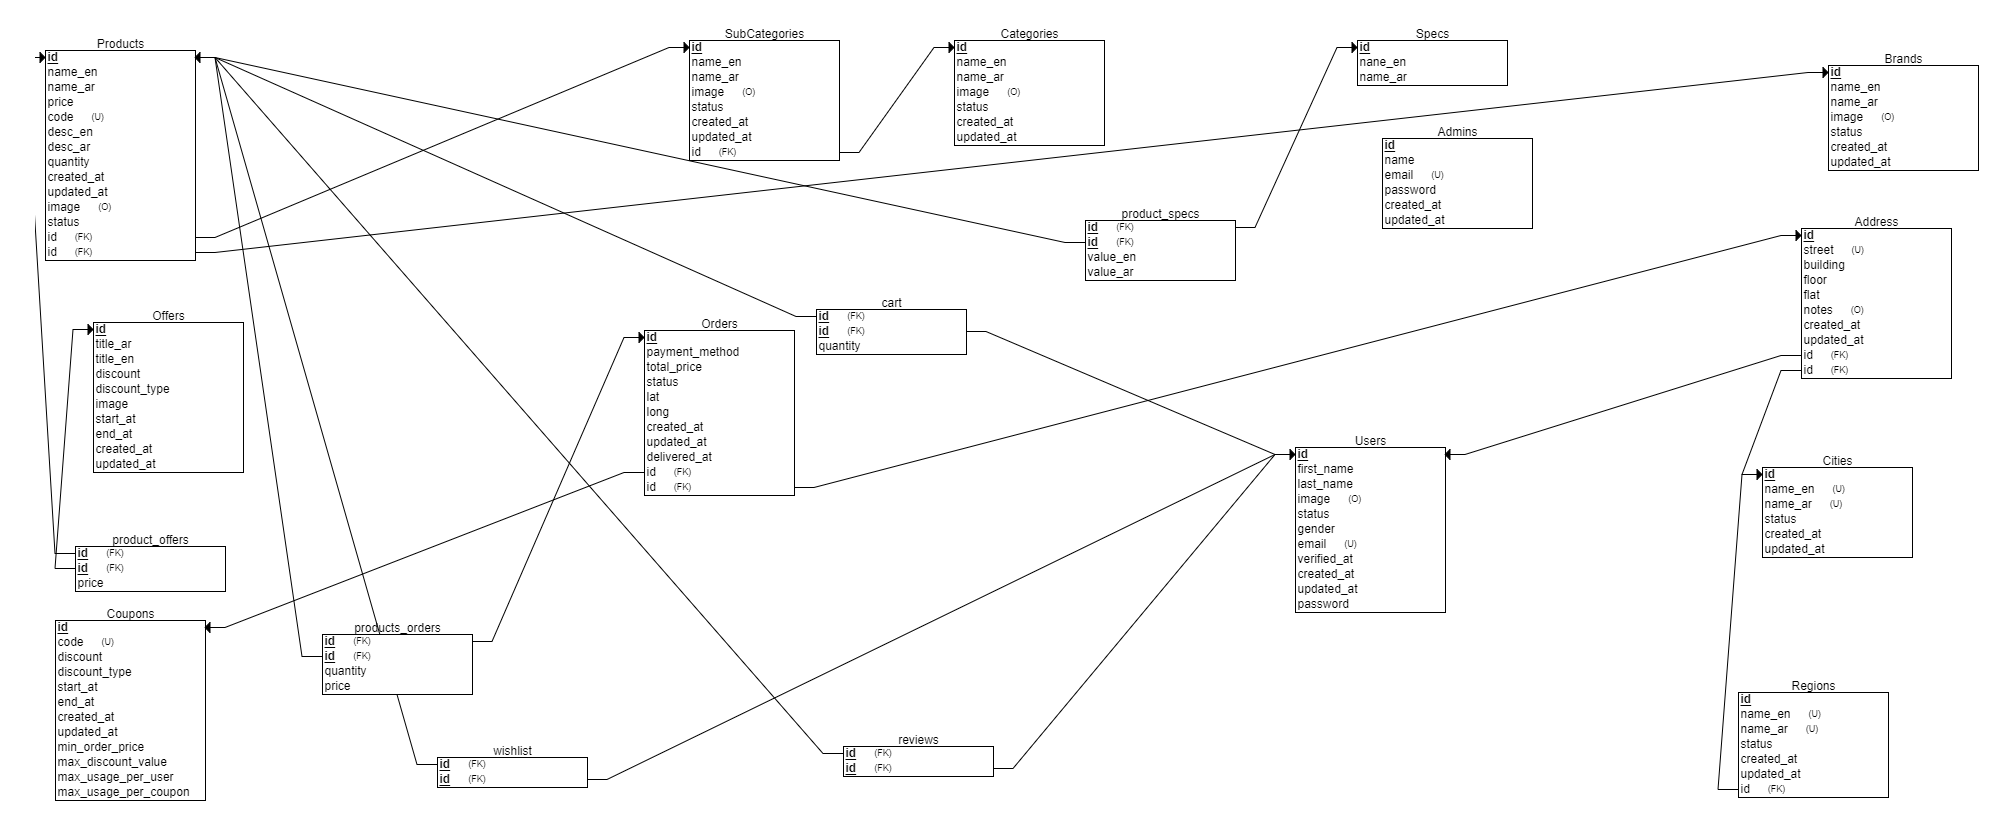 Products
id
name_en
name_ar
price
code (U)
desc_en
desc_ar
quantity
created_at
updated_at
image (O)
status
id (FK)
id (FK)
SubCategories
id
name_en
name_ar
image (O)
status
created_at
updated_at
id (FK)
Categories
id
name_en
name_ar
image (O)
status
created_at
updated_at
Specs
id
nane_en
name_ar
Brands
id
name_en
name_ar
image (O)
status
created_at
updated_at
Admins
id
name
email (U)
password
created_at
updated_at
product_specs
id (FK)
id (FK)
value_en
value_ar
Address
id
street (U)
building
floor
flat
notes (O)
created_at
updated_at
id (FK)
id (FK)
Offers
id
title_ar
title_en
discount
discount_type
image
start_at
end_at
created_at
updated_at
Orders
id
payment_method
total_price
status
lat
long
created_at
updated_at
delivered_at
id (FK)
id (FK)
cart
id (FK)
id (FK)
quantity
Users
id
first_name
last_name
image (O)
status
gender
email (U)
verified_at
created_at
updated_at
password
Cities
id
name_en (U)
name_ar (U)
status
created_at
updated_at
product_offers
id (FK)
id (FK)
price
Coupons
id
code (U)
discount
discount_type
start_at
end_at
created_at
updated_at
min_order_price
max_discount_value
max_usage_per_user
max_usage_per_coupon
products_orders
id (FK)
id (FK)
quantity
price
wishlist
id (FK)
id (FK)
reviews
id (FK)
id (FK)
Regions
id
name_en (U)
name_ar (U)
status
created_at
updated_at
id (FK)